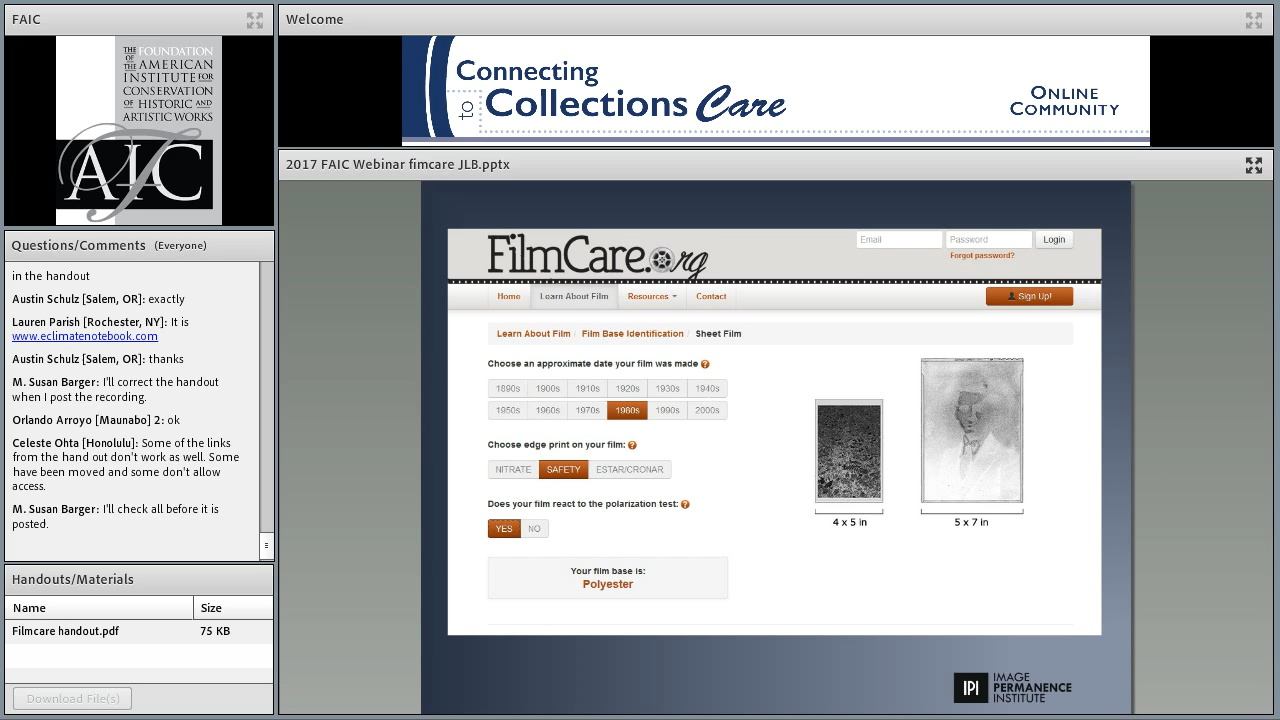 FAIC
THE FOUNDATION
OF THE AMERICAN
INSTITUTE FOR
CONSERVATION
OF HISTORIC AND
ARTISTIC WORKS
AIC
Welcome
Connecting
to Collections Care
ONLINE
COMMUNITY
Questions/Comments (Everyone)
in the handout
Austin Schulz [Salem, OR]: exactly
Lauren Parish [Rochester, NY]: It is
www.eclimatenotebook.com
Austin Schulz [Salem, OR]: thanks
M. Susan Barger: I'll correct the handout
when I post the recording.
Orlando Arroyo [Maunabo] 2: ok
Celeste Ohta [Honolulu]: Some of the links
from the hand out don't work as well. Some
have been moved and some don't allow
access.
M. Susan Barger: I'll check all before it is
posted.
Handouts/Materials
Name Size
Filmcare handout.pdf 75 KB
Download File(s)
2017 FAIC Webinar fimcare JLB.pptx
FilmCare.org
Email Password Login
Forgot password?
Home Learn About Film Resources Contact Sign Up!
Learn About Film / Film Base Identification / Sheet Film
Choose an approximate date your film was made ?
1890s 1900s 1910s 1920s 1930s 1940s
1950s 1960s 1970s 1980s 1990s 2000s
Choose edge print on your film: ?
NITRATE SAFETY ESTAR/CRONAR
Does your film react to the polarization test: ?
YES NO
Your film base is:
Polyester
4 x 5 in 5 x 7 in
IPI IMAGE
PERMANENCE
INSTITUTE